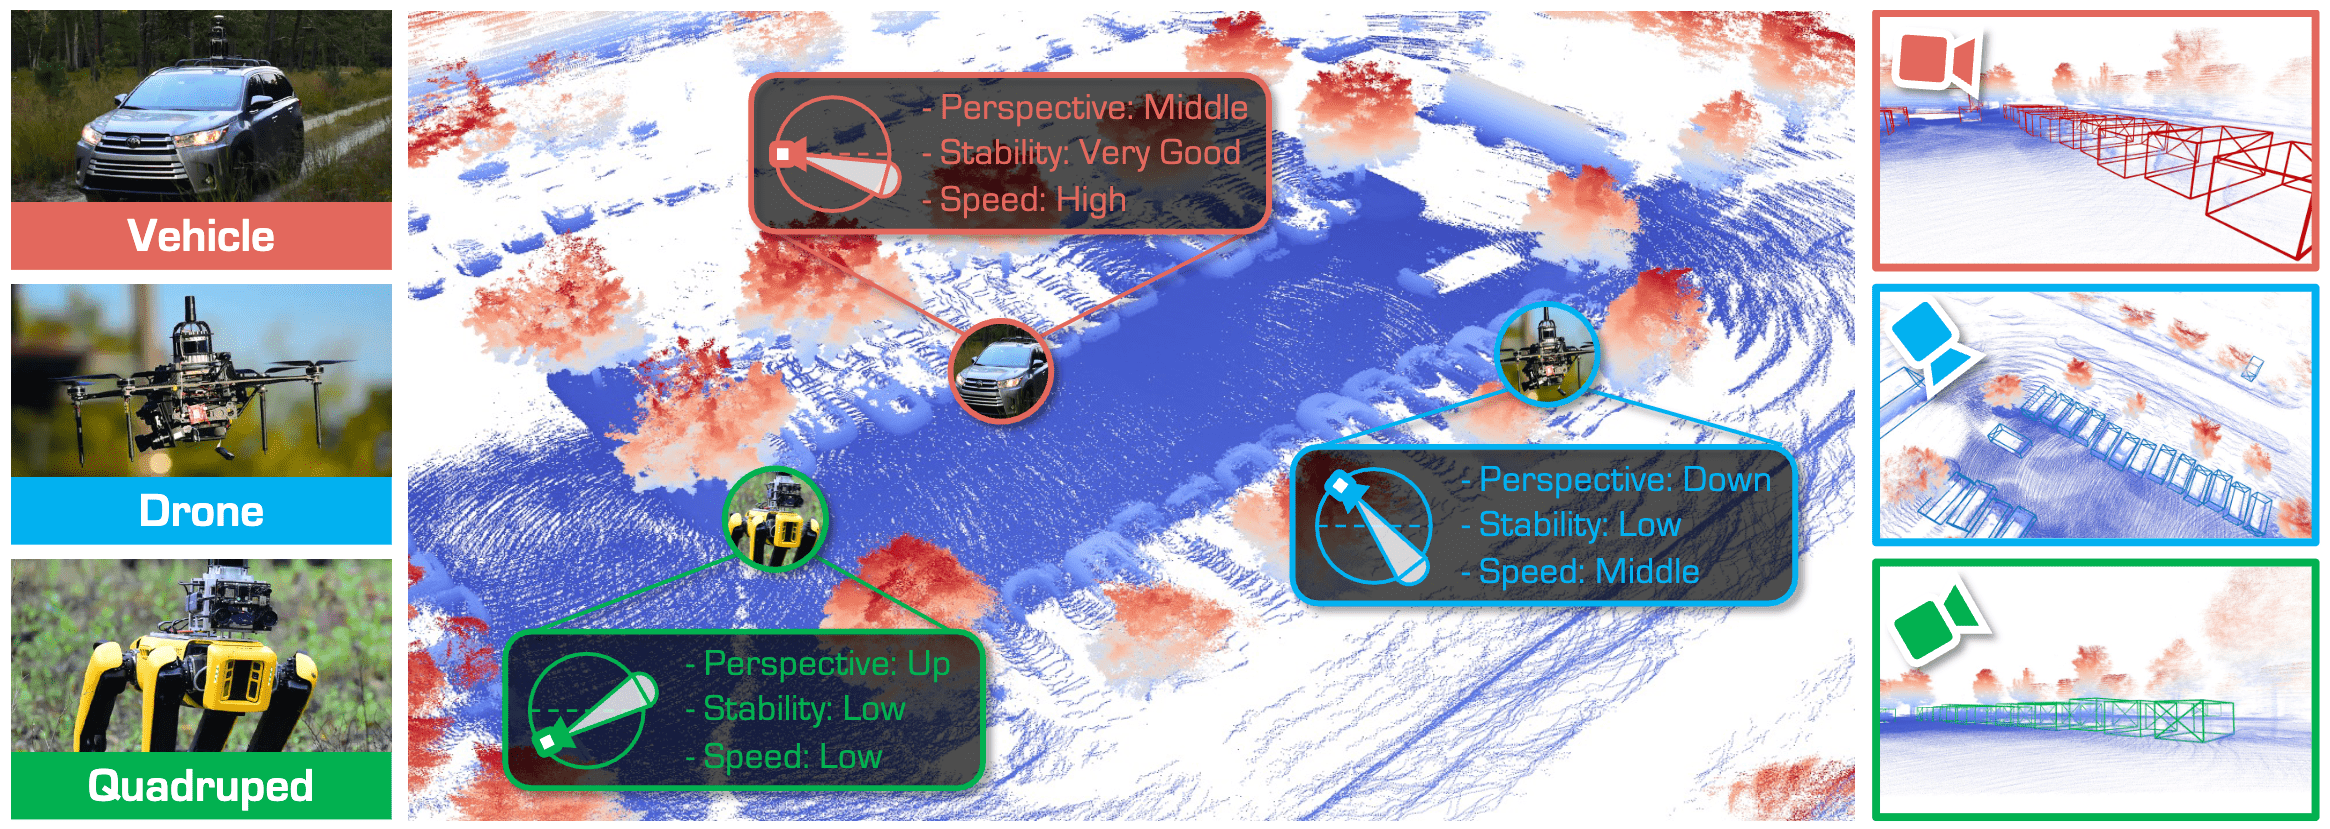 Vehicle
Drone
Quadruped
- Perspective: Middle
- Stability: Very Good
- Speed: High
- Perspective: Down
- Stability: Low
- Speed: Middle
- Perspective: Up
- Stability: Low
- Speed: Low